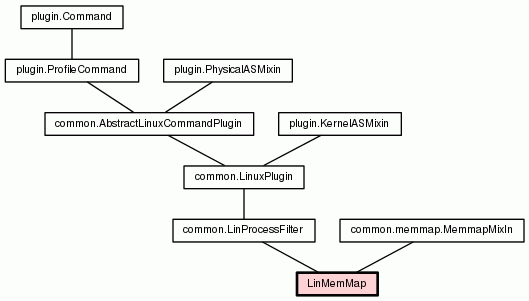 plugin.Command
plugin.ProfileCommand
plugin.PhysicalASMixin
common.AbstractLinuxCommandPlugin
plugin.KernelASMixin
common.LinuxPlugin
common.LinProcessFilter
common.memmap.MemmapMixIn
LinMemMap